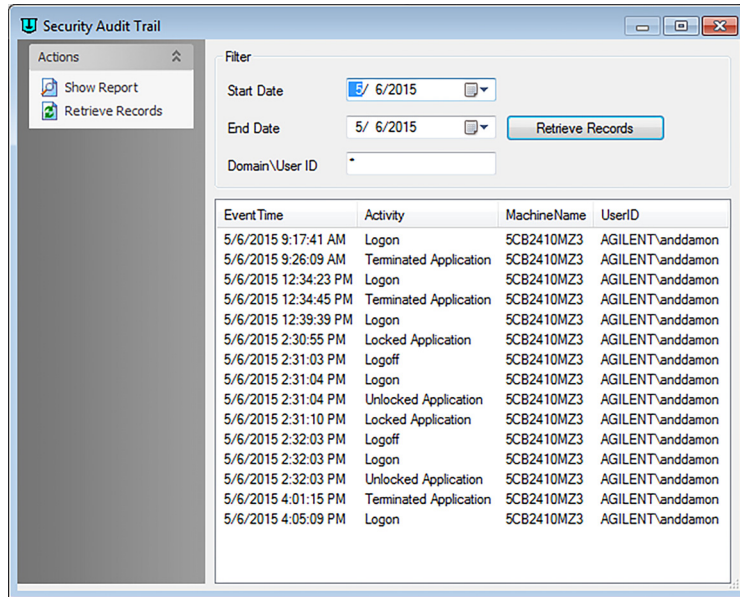 Security Audit Trail
Actions
Show Report
Retrieve Records
Filter
Start Date 5/ 6/2015
End Date 5/ 6/2015 Retrieve Records
Domain\User ID *
EventTime Activity MachineName UserID
5/6/2015 9:17:41 AM Logon 5CB2410MZ3 AGILENT\anddamon
5/6/2015 9:26:09 AM Terminated Application 5CB2410MZ3 AGILENT\anddamon
5/6/2015 12:34:23 PM Logon 5CB2410MZ3 AGILENT\anddamon
5/6/2015 12:34:45 PM Terminated Application 5CB2410MZ3 AGILENT\anddamon
5/6/2015 12:39:39 PM Logon 5CB2410MZ3 AGILENT\anddamon
5/6/2015 2:30:55 PM Locked Application 5CB2410MZ3 AGILENT\anddamon
5/6/2015 2:31:03 PM Logoff 5CB2410MZ3 AGILENT\anddamon
5/6/2015 2:31:04 PM Logon 5CB2410MZ3 AGILENT\anddamon
5/6/2015 2:31:04 PM Unlocked Application 5CB2410MZ3 AGILENT\anddamon
5/6/2015 2:31:10 PM Locked Application 5CB2410MZ3 AGILENT\anddamon
5/6/2015 2:32:03 PM Logoff 5CB2410MZ3 AGILENT\anddamon
5/6/2015 2:32:03 PM Logon 5CB2410MZ3 AGILENT\anddamon
5/6/2015 2:32:03 PM Unlocked Application 5CB2410MZ3 AGILENT\anddamon
5/6/2015 4:01:15 PM Terminated Application 5CB2410MZ3 AGILENT\anddamon
5/6/2015 4:05:09 PM Logon 5CB2410MZ3 AGILENT\anddamon